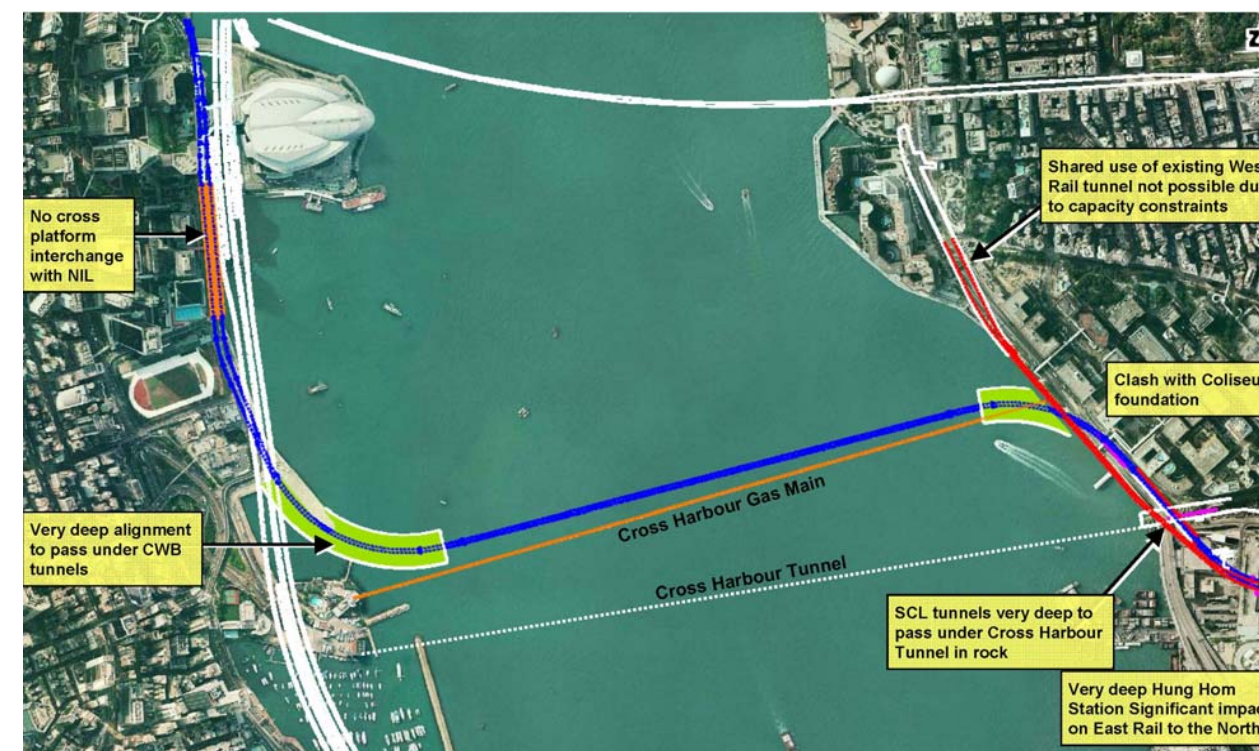 Z
Shared use of existing Wes
Rail tunnel not possible du
to capacity constraints
No cross
platform
interchange
with NIL
Clash with Coliseu
foundation
Very deep alignment
to pass under CWB
tunnels
Cross Harbour Gas Main
Cross Harbour Tunnel
SCL tunnels very deep to
pass under Cross Harbour
Tunnel in rock
Very deep Hung Hom
Station Significant impac
on East Rail to the North